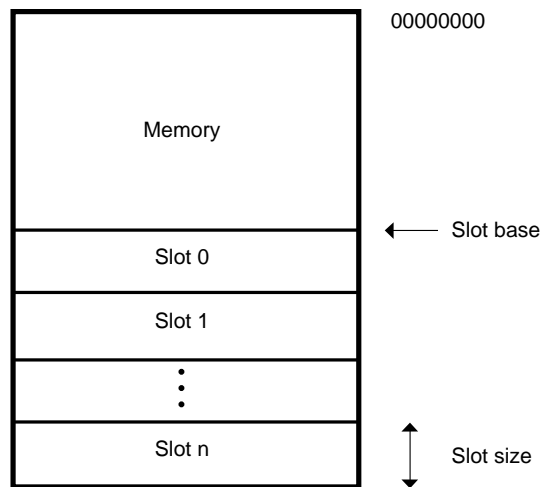 00000000
Memory
Slot base
Slot 0
Slot 1
Slot n
Slot size